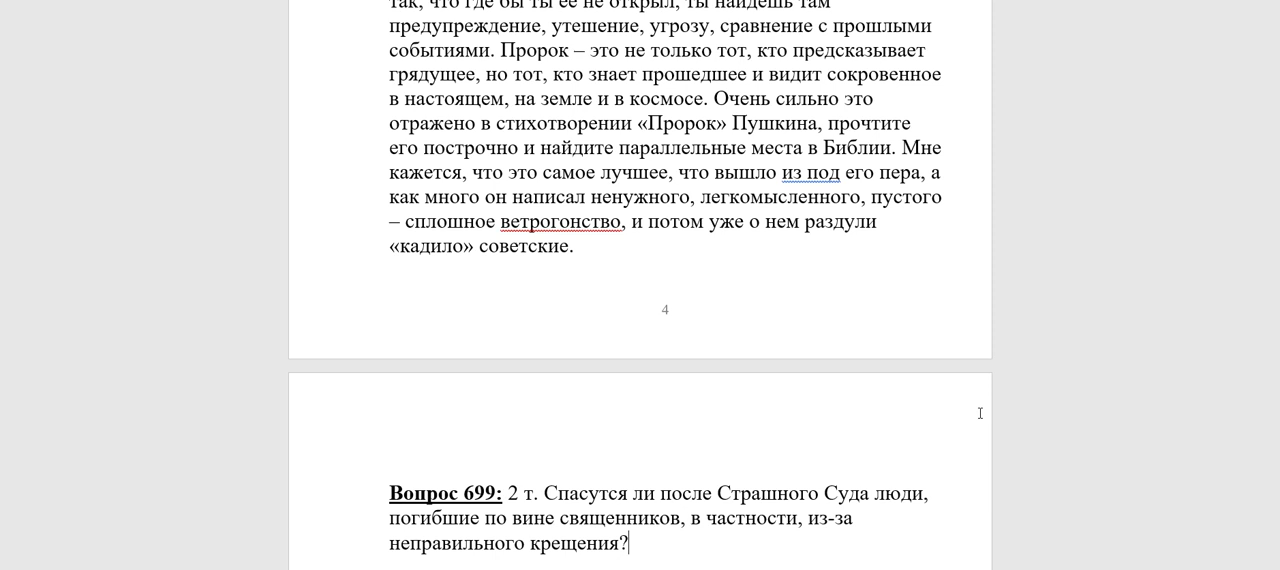 так, что где бы ты её не открыл, ты найдёшь там
предупреждение, утешение, угрозу, сравнение с прошлыми
событиями. Пророк – это не только тот, кто предсказывает
грядущее, но тот, кто знает прошедшее и видит сокровенное
в настоящем, на земле и в космосе. Очень сильно это
отражено в стихотворении «Пророк» Пушкина, прочтите
его построчно и найдите параллельные места в Библии. Мне
кажется, что это самое лучшее, что вышло из под его пера, а
как много он написал ненужного, легкомысленного, пустого
– сплошное ветрогонство, и потом уже о нем раздули
«кадило» советские.
4
Вопрос 699: 2 т. Спасутся ли после Страшного Суда люди,
погибшие по вине священников, в частности, из-за
неправильного крещения?